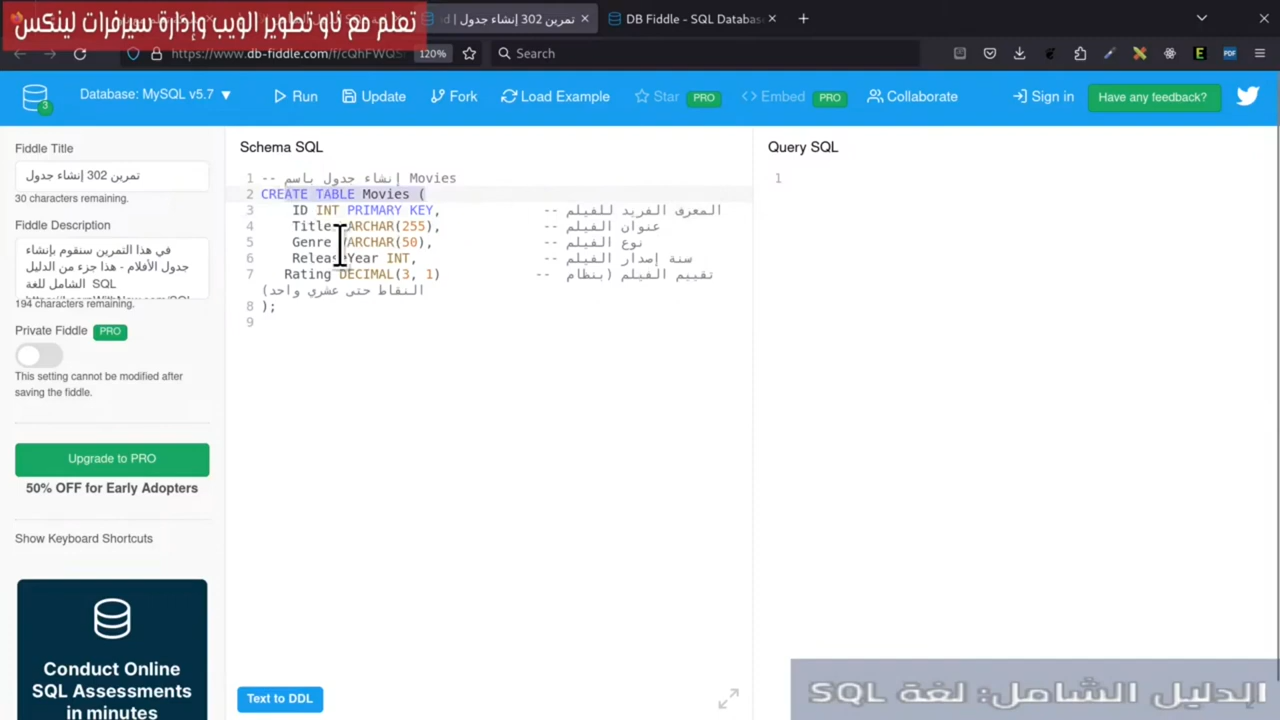 تعلم مع ناو تطوير الويب وإدارة سيرفرات لينكس
تمرين 302 إنشاء جدول
DB Fiddle - SQL Databas
https://www.db-fiddle.com/f/cQhFWQS
120%
Search
3
Database: MySQL v5.7
Run
Update
Fork
Load Example
Star PRO
Embed PRO
Collaborate
Sign in
Have any feedback?
Fiddle Title
تمرين 302 إنشاء جدول
30 characters remaining.
Fiddle Description
في هذا التمرين سنقوم بإنشاء
جدول الأفلام - هذا جزء من الدليل
الشامل للغة SQL
194 characters remaining.
Private Fiddle PRO
This setting cannot be modified after
saving the fiddle.
Upgrade to PRO
50% OFF for Early Adopters
Show Keyboard Shortcuts
Conduct Online
SQL Assessments
in minutes
Schema SQL
1 -- إنشاء جدول باسم Movies
2 CREATE TABLE Movies (
3 ID INT PRIMARY KEY, -- المعرف الفريد للفيلم
4 Title VARCHAR(255), -- عنوان الفيلم
5 Genre VARCHAR(50), -- نوع الفيلم
6 ReleaseYear INT, -- سنة إصدار الفيلم
7 Rating DECIMAL(3, 1) -- تقييم الفيلم (بنظام
النقاط حتى عشري واحد)
8 );
9
Text to DDL
Query SQL
1
الدليل الشامل: لغة SQL